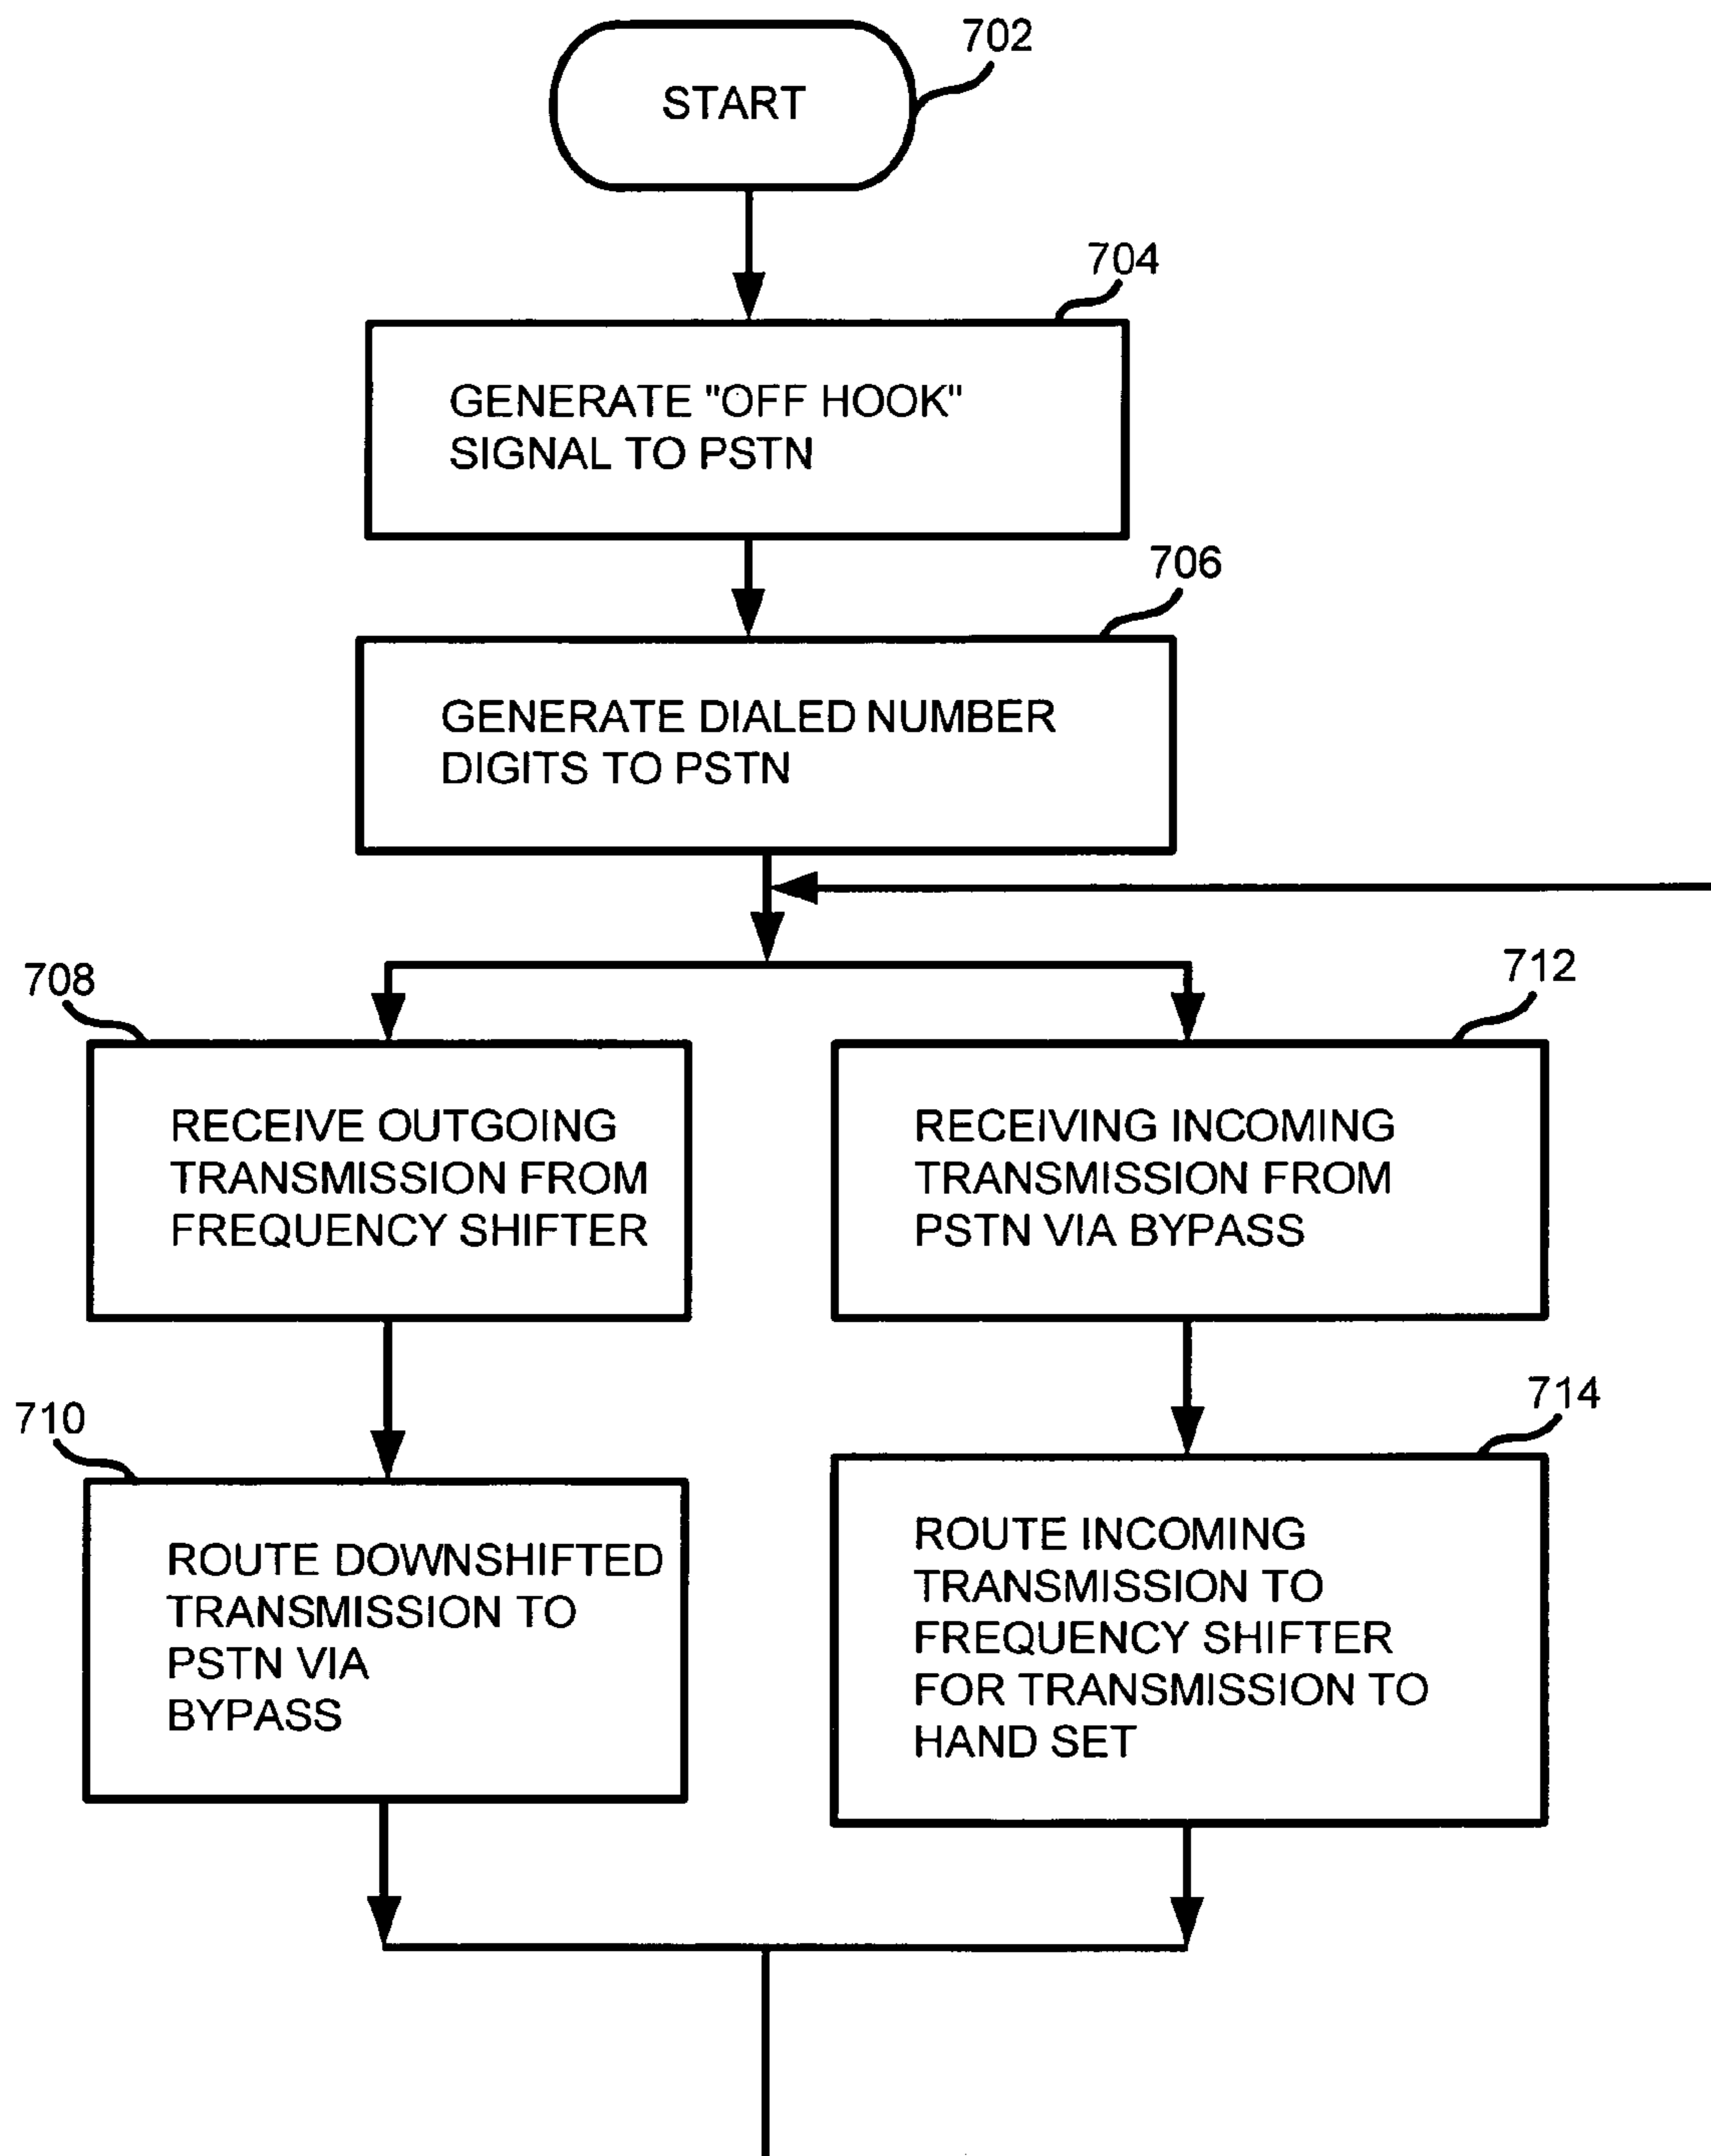 702
START
704
GENERATE "OFF HOOK"
SIGNAL TO PSTN
706
GENERATE DIALED NUMBER
DIGITS TO PSTN
708
RECEIVE OUTGOING
TRANSMISSION FROM
FREQUENCY SHIFTER
712
RECEIVING INCOMING
TRANSMISSION FROM
PSTN VIA BYPASS
710
ROUTE DOWNSHIFTED
TRANSMISSION TO
PSTN VIA
BYPASS
714
ROUTE INCOMING
TRANSMISSION TO
FREQUENCY SHIFTER
FOR TRANSMISSION TO
HAND SET